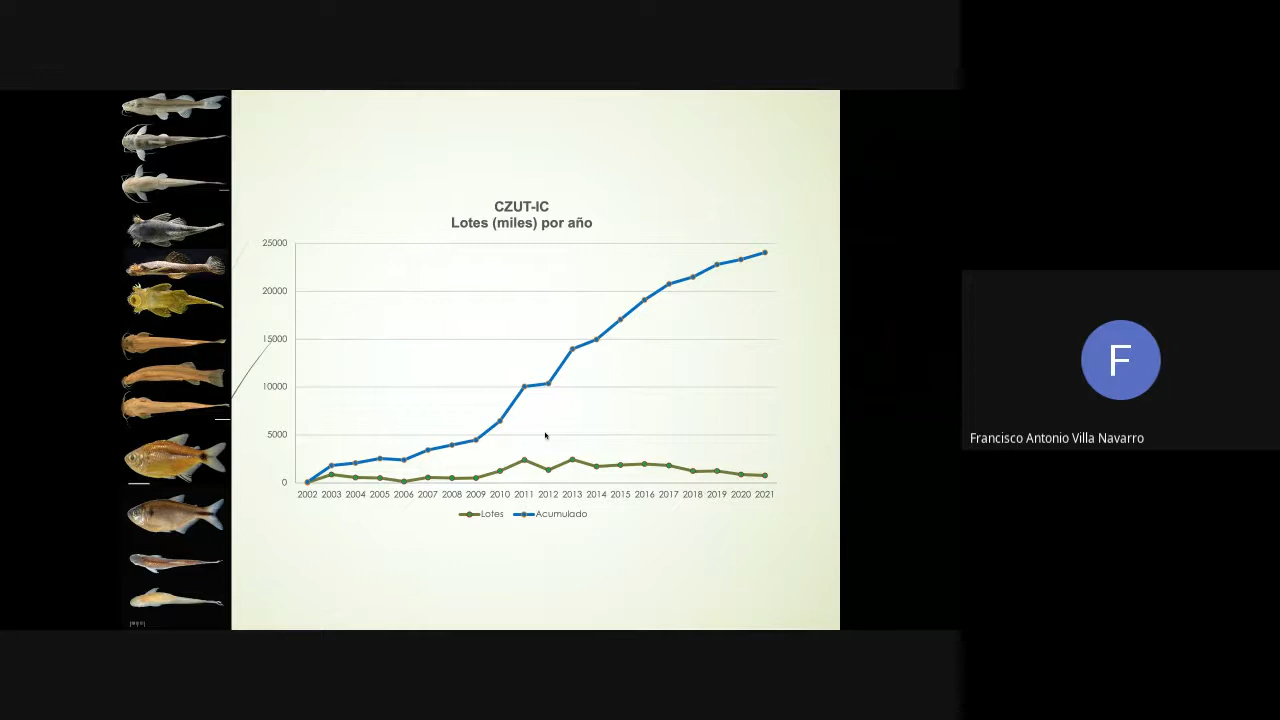 CZUT-IC
Lotes (miles) por año
25000
20000
15000
10000
5000
0
2002 2003 2004 2005 2006 2007 2008 2009 2010 2011 2012 2013 2014 2015 2016 2017 2018 2019 2020 2021
Lotes Acumulado
F
Francisco Antonio Villa Navarro